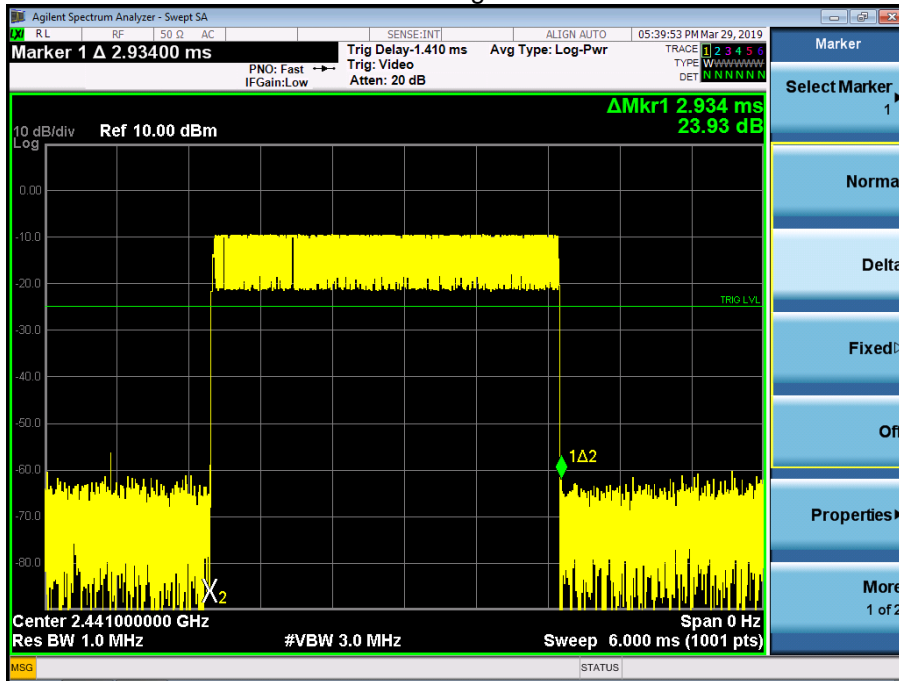 Agilent Spectrum Analyzer - Swept SA
LXI RL RF 50 Ω AC SENSE:INT ALIGN AUTO 05:39:53 PM Mar 29, 2019
Marker 1 Δ 2.93400 ms
PNO: Fast
IFGain:Low
Trig Delay-1.410 ms
Trig: Video
Atten: 20 dB
Avg Type: Log-Pwr
TRACE 1 2 3 4 5 6
TYPE WWWWWW
DET N N N N N N
ΔMkr1 2.934 ms
23.93 dB
10 dB/div Ref 10.00 dBm
Log
0.00
-10.0
-20.0
TRIG LVL
-30.0
-40.0
-50.0
1Δ2
-60.0
-70.0
-80.0
X2
Center 2.441000000 GHz Span 0 Hz
Res BW 1.0 MHz #VBW 3.0 MHz Sweep 6.000 ms (1001 pts)
MSG STATUS
Marker
Select Marker
1
Norma
Delta
Fixed
Off
Properties
More
1 of 2